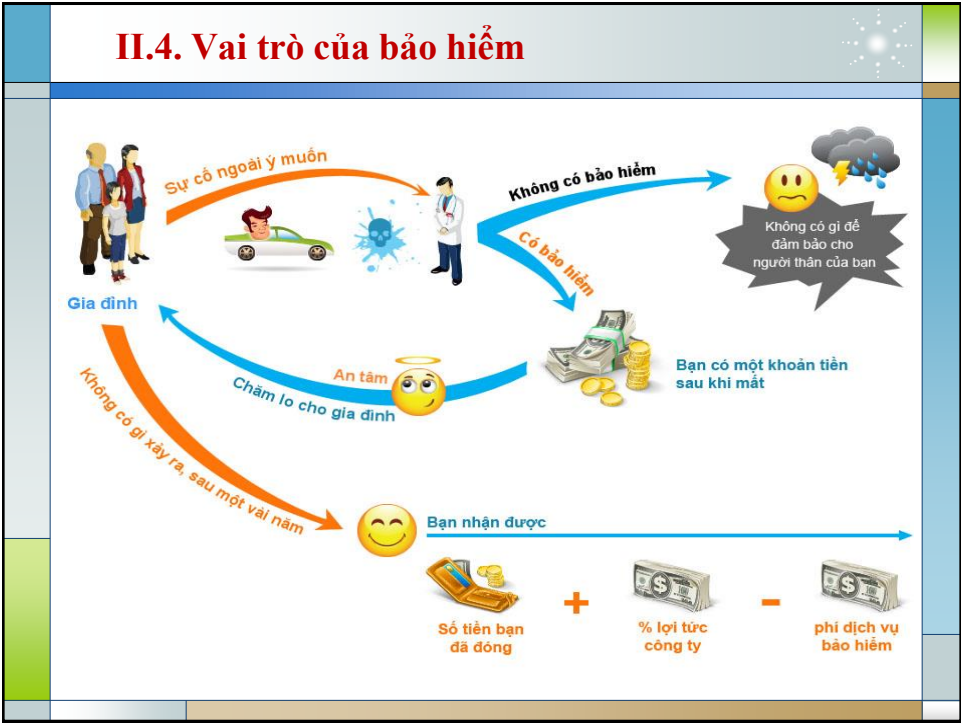 II.4. Vai trò của bảo hiểm
Sự cố ngoài ý muốn
Không có bảo hiểm
Không có gì để
đảm bảo cho
người thân của bạn
Có bảo hiểm
Gia đình
Bạn có một khoản tiền
sau khi mất
An tâm
Chăm lo cho gia đình
Không có gì xảy ra, sau một vài năm
Bạn nhận được
Số tiền bạn
đã đóng
+
% lợi tức
công ty
-
phí dịch vụ
bảo hiểm